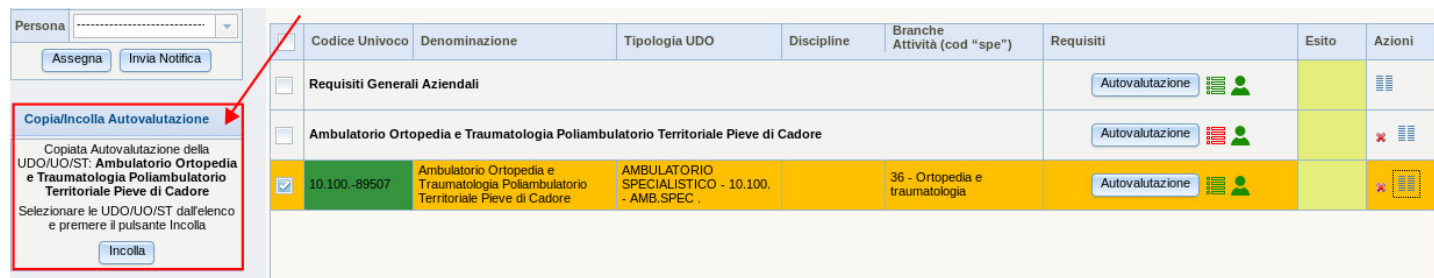 Persona
Assegna Invia Notifica
Copia/Incolla Autovalutazione
Copiata Autovalutazione della
UDO/UO/ST: Ambulatorio Ortopedia
e Traumatologia Poliambulatorio
Territoriale Pieve di Cadore
Selezionare le UDO/UO/ST dall'elenco
e premere il pulsante Incolla
Incolla
Codice Univoco Denominazione Tipologia UDO Discipline Branche
Attività (cod "spe") Requisiti Esito Azioni
Requisiti Generali Aziendali Autovalutazione
Ambulatorio Ortopedia e Traumatologia Poliambulatorio Territoriale Pieve di Cadore Autovalutazione
10.100.-89507
Ambulatorio Ortopedia e
Traumatologia Poliambulatorio
Territoriale Pieve di Cadore
AMBULATORIO
SPECIALISTICO - 10.100.
- AMB.SPEC .
36 - Ortopedia e
traumatologia
Autovalutazione